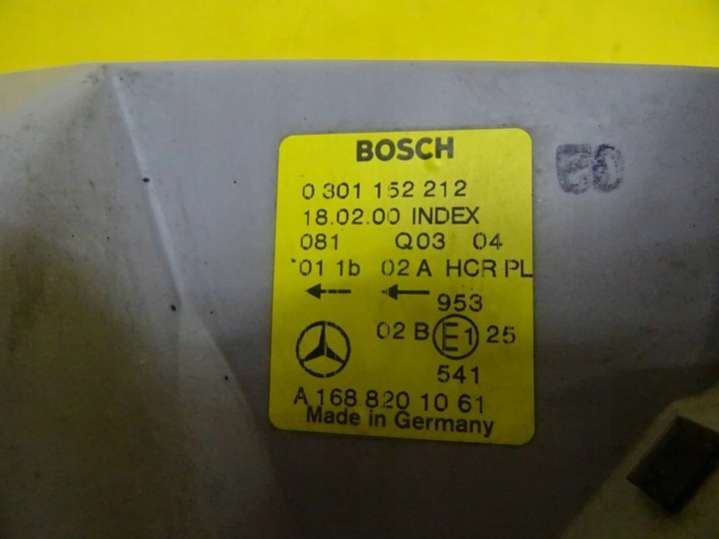 BOSCH
0 301 152 212
18.02.00 INDEX
081 Q03 04
01 1b 02 A HCR PL
953
02 B E1 25
541
A 168 820 10 61
Made in Germany